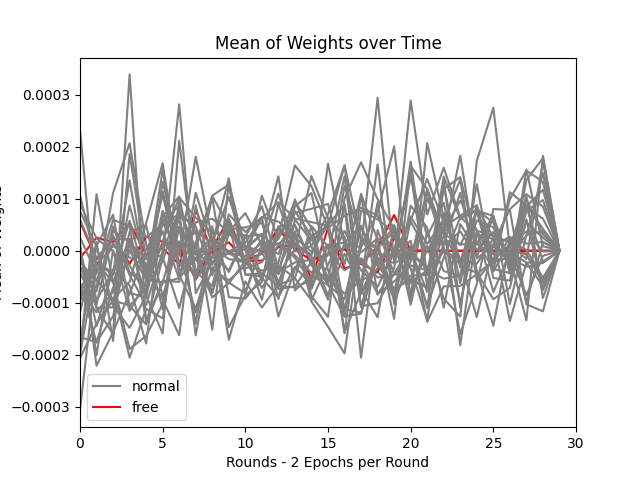 Mean of Weights over Time
0.0003
0.0002
0.0001
0.0000
−0.0001
−0.0002
−0.0003
normal
free
0 5 10 15 20 25 30
Rounds - 2 Epochs per Round